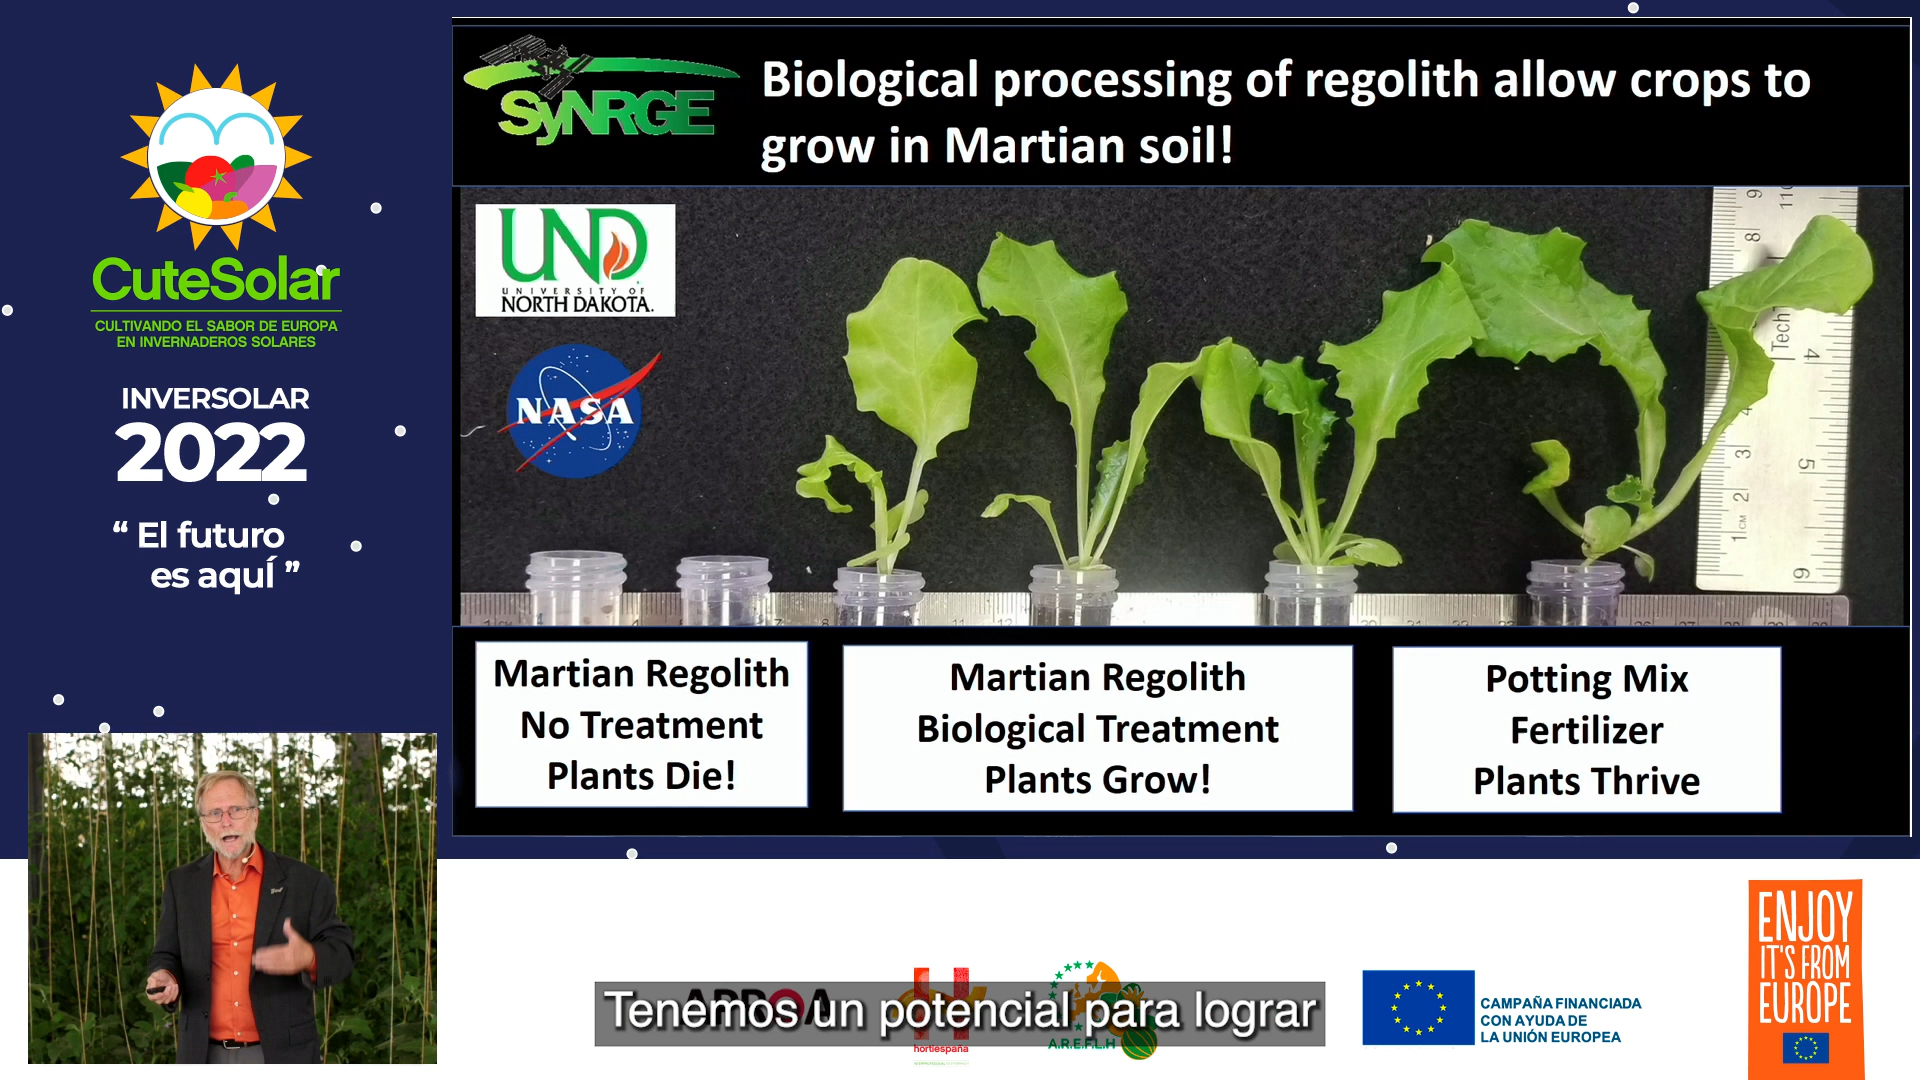 CuteSolar
CULTIVANDO EL SABOR DE EUROPA
EN INVERNADEROS SOLARES
INVERSOLAR
2022
“ El futuro
es aquÍ ”
SyNRGE
Biological processing of regolith allow crops to
grow in Martian soil!
UND
UNIVERSITY OF
NORTH DAKOTA.
NASA
Martian Regolith
No Treatment
Plants Die!
Martian Regolith
Biological Treatment
Plants Grow!
Potting Mix
Fertilizer
Plants Thrive
Tenemos un potencial para lograr
hortiespaña
A.R.E.F.L.H
CAMPAÑA FINANCIADA
CON AYUDA DE
LA UNIÓN EUROPEA
ENJOY
IT'S FROM
EUROPE